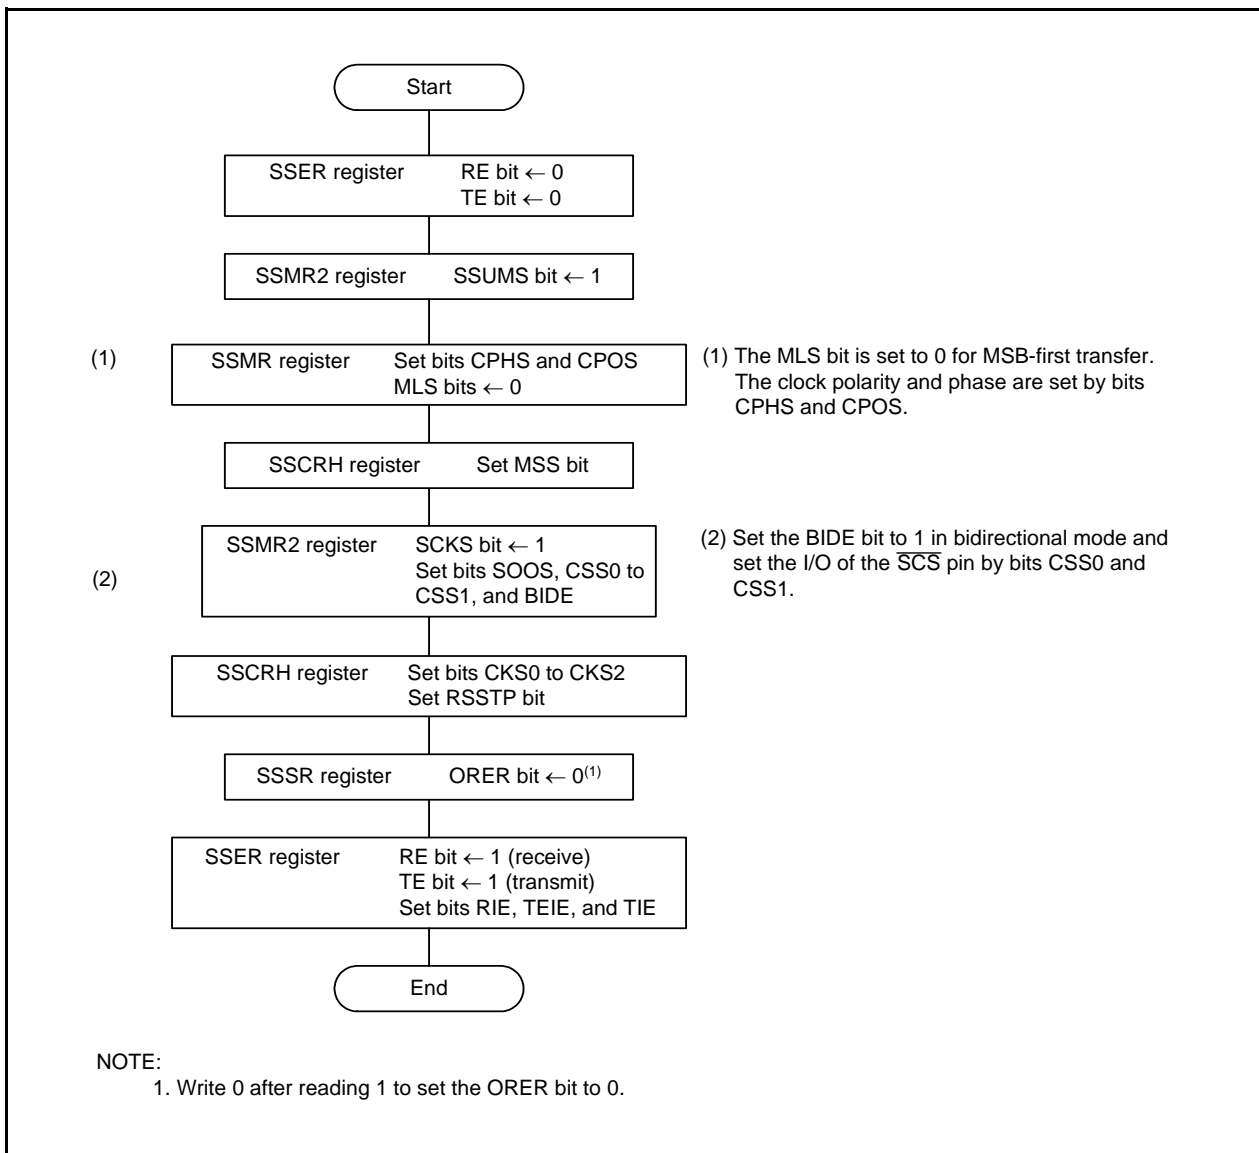 Start
SSER register RE bit ← 0
TE bit ← 0
SSMR2 register SSUMS bit ← 1
(1)
SSMR register Set bits CPHS and CPOS
MLS bits ← 0
(1) The MLS bit is set to 0 for MSB-first transfer.
The clock polarity and phase are set by bits
CPHS and CPOS.
SSCRH register Set MSS bit
(2)
SSMR2 register SCKS bit ← 1
Set bits SOOS, CSS0 to
CSS1, and BIDE
(2) Set the BIDE bit to 1 in bidirectional mode and
set the I/O of the S̅C̅S̅ pin by bits CSS0 and
CSS1.
SSCRH register Set bits CKS0 to CKS2
Set RSSTP bit
SSSR register ORER bit ← 0(1)
SSER register RE bit ← 1 (receive)
TE bit ← 1 (transmit)
Set bits RIE, TEIE, and TIE
End
NOTE:
1. Write 0 after reading 1 to set the ORER bit to 0.